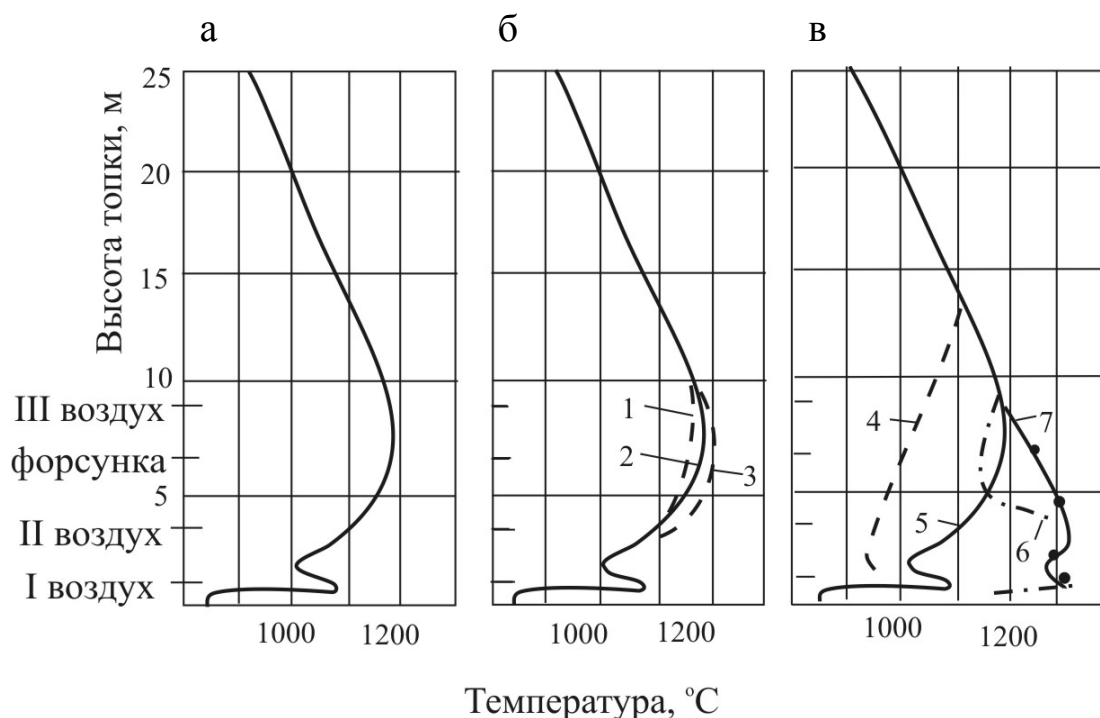 а б в
Высота топки, м
25
20
15
10
III воздух
форсунка
5
II воздух
I воздух
1
2
3
4
7
5
6
1000 1200 1000 1200 1000 1200
Температура, °С